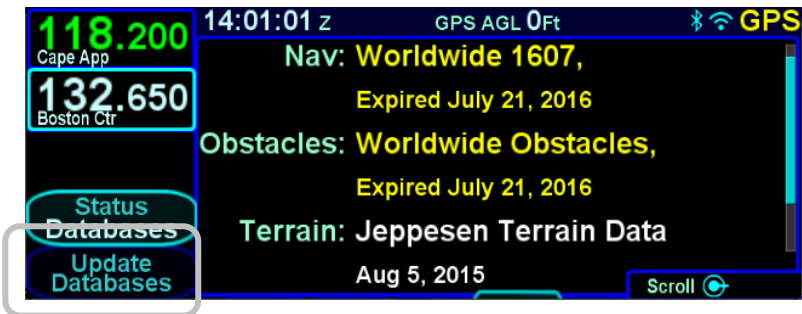 118.200
Cape App
132.650
Boston Ctr
Status
Databases
Update
Databases
14:01:01 Z GPS AGL 0Ft GPS
Nav: Worldwide 1607,
Expired July 21, 2016
Obstacles: Worldwide Obstacles,
Expired July 21, 2016
Terrain: Jeppesen Terrain Data
Aug 5, 2015
Scroll